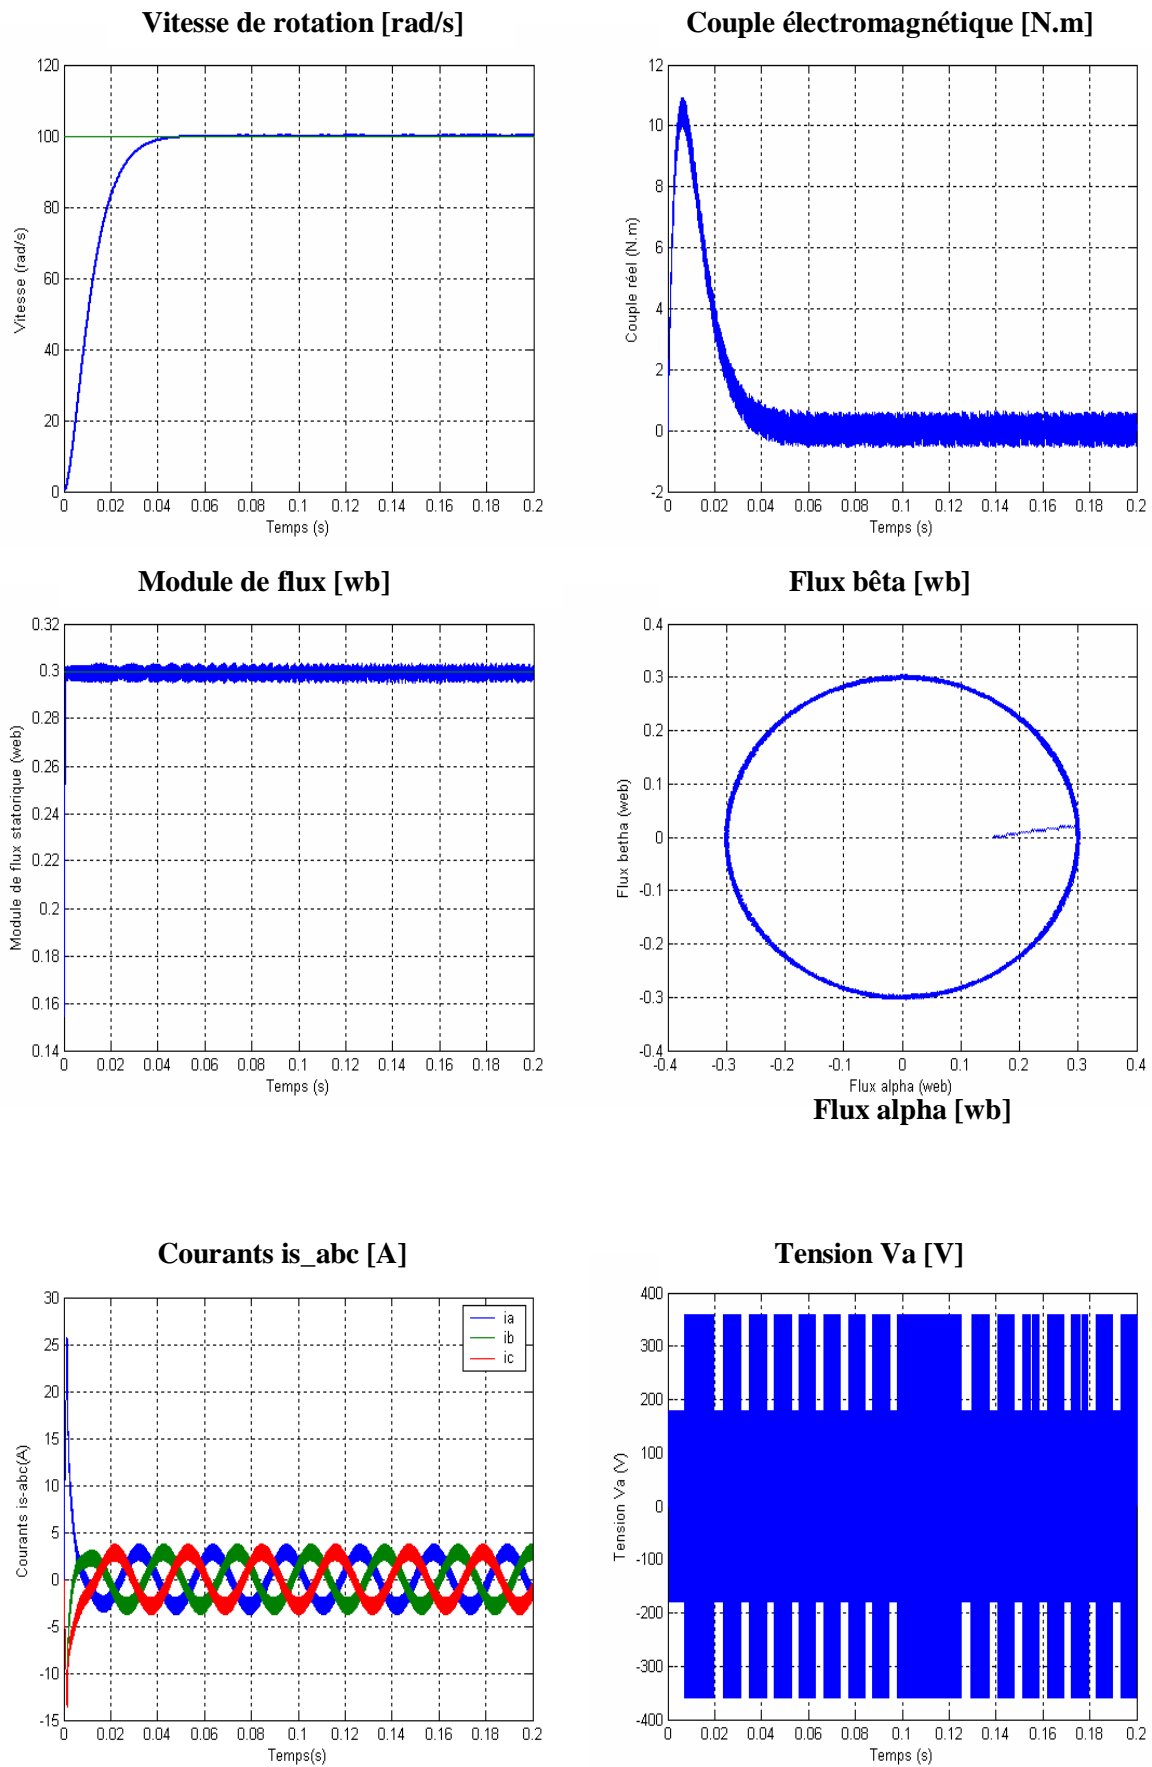 Vitesse de rotation [rad/s]
Couple électromagnétique [N.m]
120
100
80
60
40
20
0
Vitesse (rad/s)
0 0.02 0.04 0.06 0.08 0.1 0.12 0.14 0.16 0.18 0.2
Temps (s)
12
10
8
6
4
2
0
-2
Couple réel (N.m)
0 0.02 0.04 0.06 0.08 0.1 0.12 0.14 0.16 0.18 0.2
Temps (s)
Module de flux [wb]
Flux bêta [wb]
0.32
0.3
0.28
0.26
0.24
0.22
0.2
0.18
0.16
0.14
Module de flux statorique (web)
0 0.02 0.04 0.06 0.08 0.1 0.12 0.14 0.16 0.18 0.2
Temps (s)
0.4
0.3
0.2
0.1
0
-0.1
-0.2
-0.3
-0.4
Flux betha (web)
-0.4 -0.3 -0.2 -0.1 0 0.1 0.2 0.3 0.4
Flux alpha (web)
Flux alpha [wb]
Courants is_abc [A]
Tension Va [V]
30
25
20
15
10
5
0
-5
-10
-15
Courants is-abc(A)
ia
ib
ic
0 0.02 0.04 0.06 0.08 0.1 0.12 0.14 0.16 0.18 0.2
Temps(s)
400
300
200
100
0
-100
-200
-300
-400
Tension Va (V)
0 0.02 0.04 0.06 0.08 0.1 0.12 0.14 0.16 0.18 0.2
Temps (s)